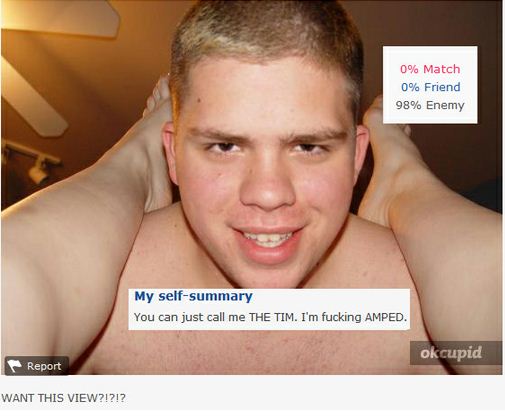 0% Match
0% Friend
98% Enemy
My self-summary
You can just call me THE TIM. I'm fucking AMPED.
okcupid
Report
WANT THIS VIEW?!?!?